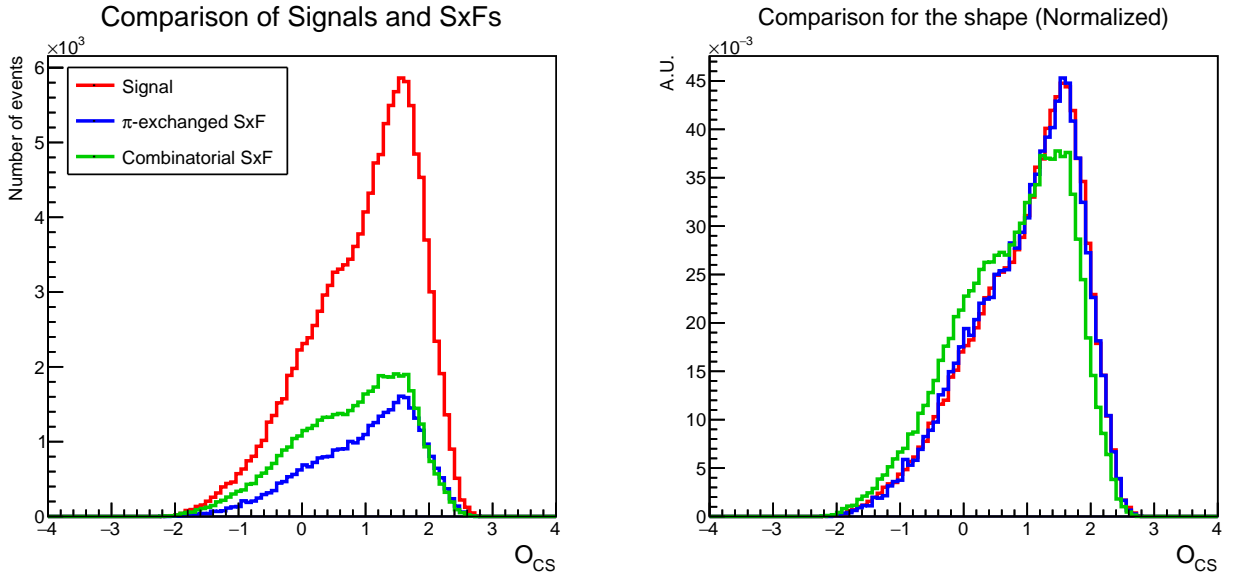 Comparison of Signals and SxFs
×10³
Number of events
6
5
4
3
2
1
0
Signal
π-exchanged SxF
Combinatorial SxF
−4 −3 −2 −1 0 1 2 3 4
O_CS
Comparison for the shape (Normalized)
×10⁻³
A.U.
45
40
35
30
25
20
15
10
5
0
−4 −3 −2 −1 0 1 2 3 4
O_CS